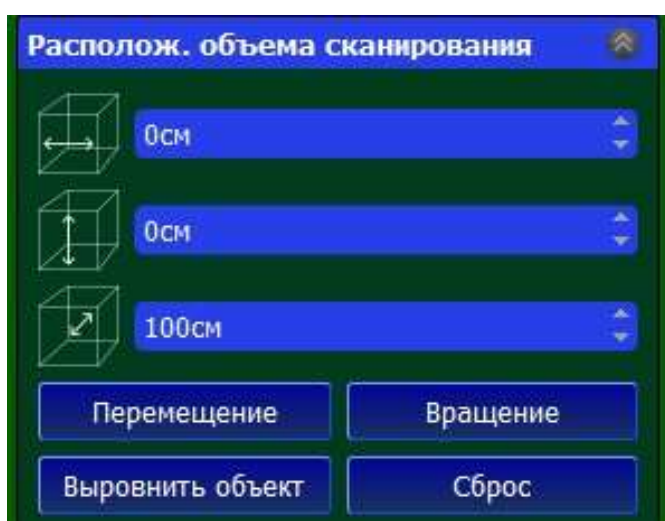 Располож. объема сканирования
0см
0см
100см
Перемещение
Вращение
Выровнить объект
Сброс